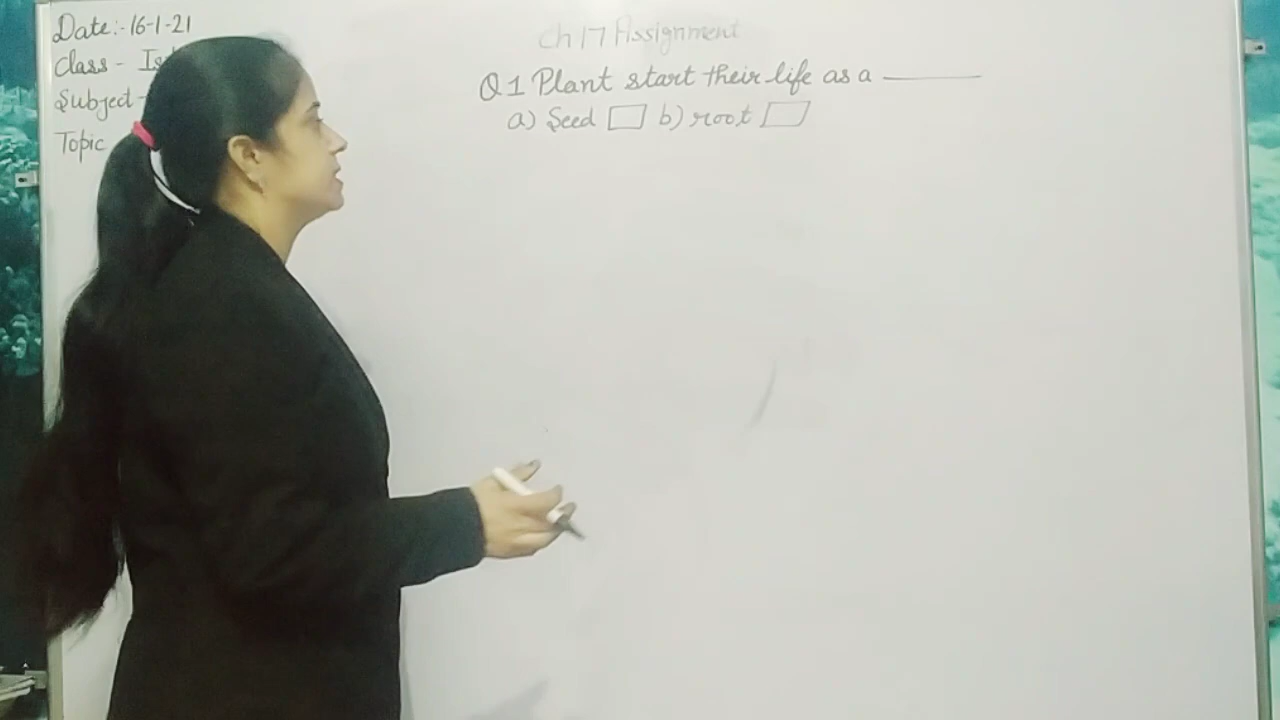 Date:-16-1-21
Class -
Subject -
Topic
Ch 17 Assignment
Q1 Plant start their life as a ______
a) Seed □ b) root □